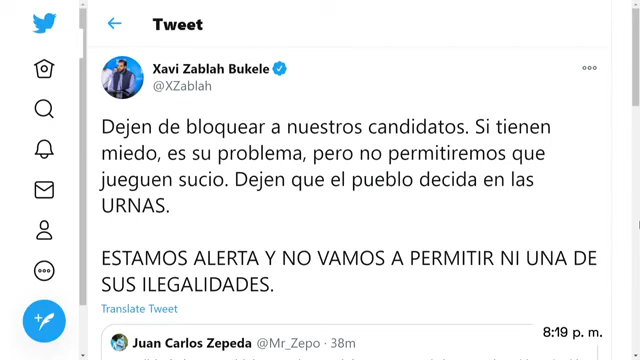 Tweet
Xavi Zablah Bukele
@XZablah
Dejen de bloquear a nuestros candidatos. Si tienen
miedo, es su problema, pero no permitiremos que
jueguen sucio. Dejen que el pueblo decida en las
URNAS.
ESTAMOS ALERTA Y NO VAMOS A PERMITIR NI UNA DE
SUS ILEGALIDADES.
Translate Tweet
8:19 p. m.
Juan Carlos Zepeda @Mr_Zepo · 38m